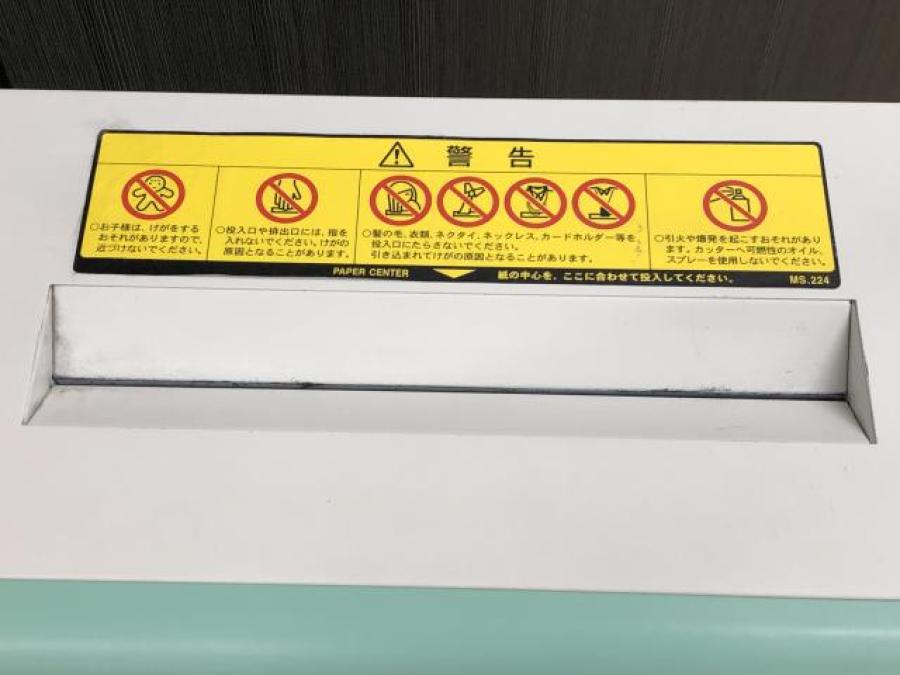 警告
○お子様は、けがをする
おそれがありますので、
近づけないでください。
○投入口や排出口には、指を
入れないでください。けがの
原因となることがあります。
○髪の毛、衣類、ネクタイ、ネックレス、カードホルダー等を
投入口にたらさないでください。
引き込まれてけがの原因となることがあります。
○引火や爆発を起こすおそれがあり
ます。カッターへ可燃性のオイル、
スプレーを使用しないでください。
PAPER CENTER 紙の中心を、ここに合わせて投入してください。 MS.224